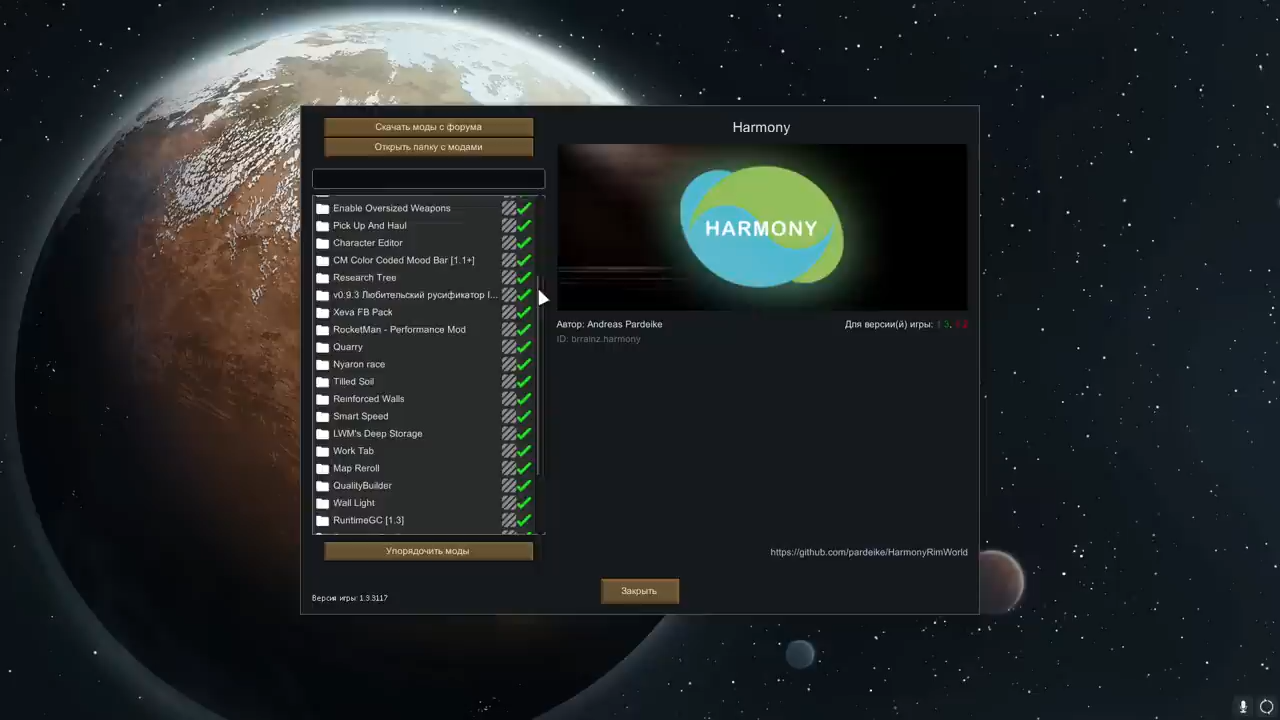 Скачать моды с форума
Открыть папку с модами
Enable Oversized Weapons
Pick Up And Haul
Character Editor
CM Color Coded Mood Bar [1.1+]
Research Tree
v0.9.3 Любительский русификатор I...
Xeva FB Pack
RocketMan - Performance Mod
Quarry
Nyaron race
Tilled Soil
Reinforced Walls
Smart Speed
LWM's Deep Storage
Work Tab
Map Reroll
QualityBuilder
Wall Light
RuntimeGC [1.3]
Упорядочить моды
Версия игры: 1.3.3117
Harmony
HARMONY
Автор: Andreas Pardeike
Для версии(й) игры: 1.3,
ID: brrainz.harmony
https://github.com/pardeike/HarmonyRimWorld
Закрыть